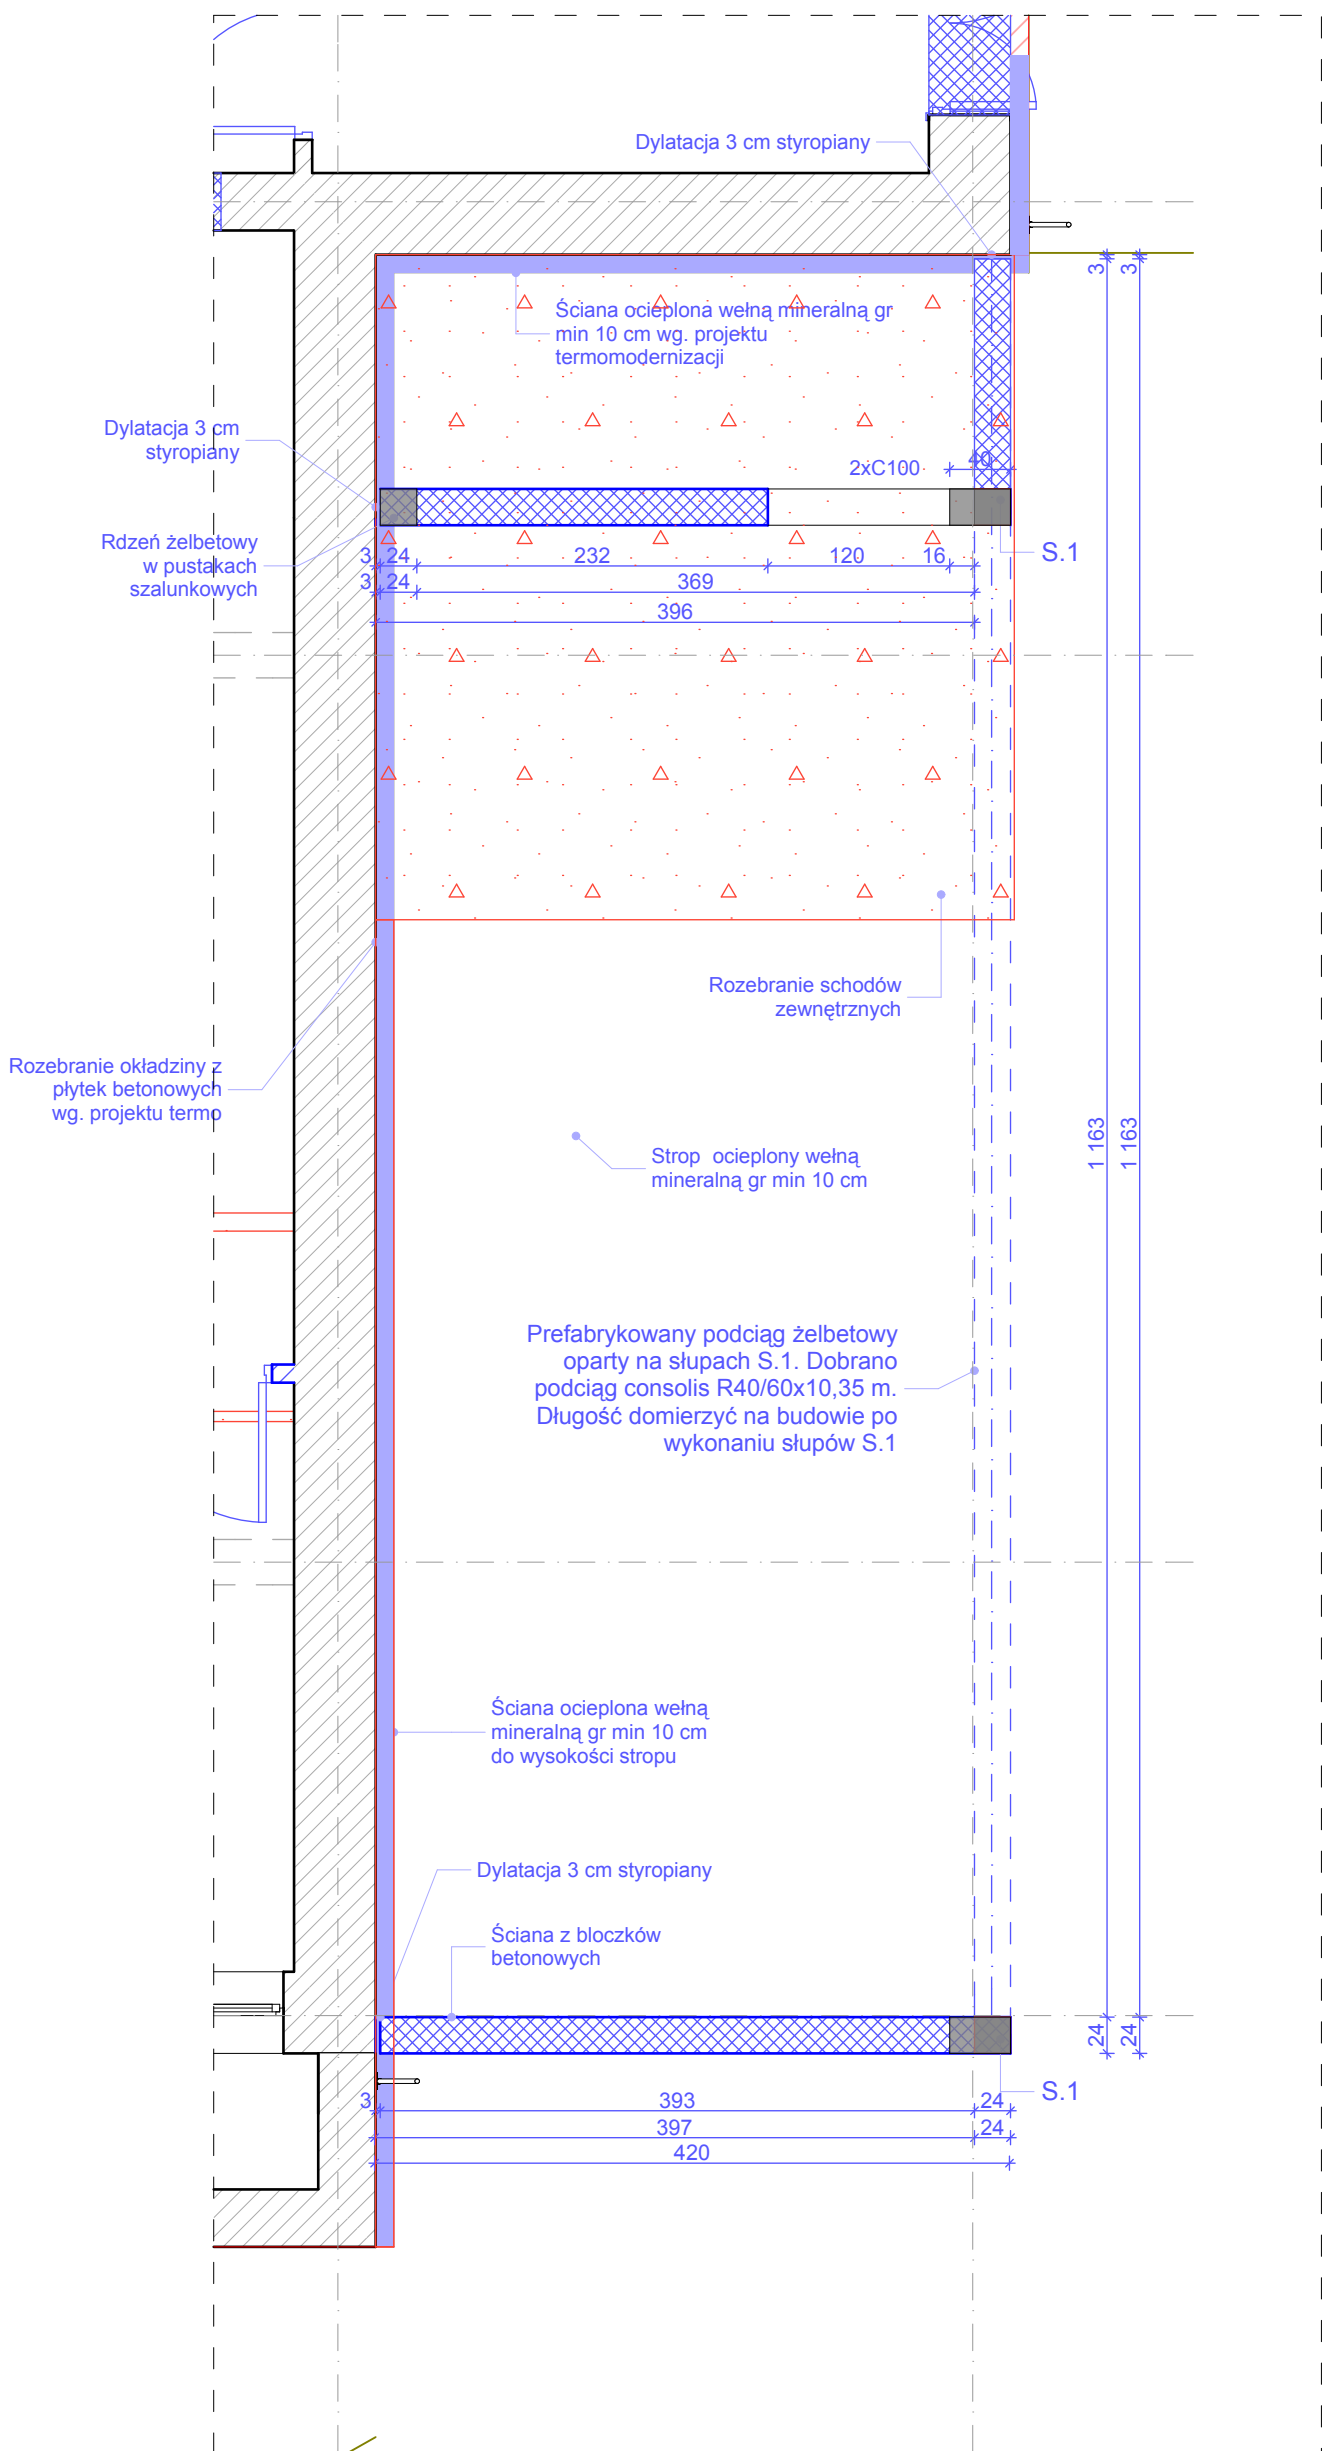 Dylatacja 3 cm styropiany
3
3
Ściana ocieplona wełną mineralną gr
min 10 cm wg. projektu
termomodernizacji
Dylatacja 3 cm
styropiany
2xC100
40
Rdzeń żelbetowy
w pustakach
szalunkowych
S.1
3 24 232 120 16
3 24 369
396
Rozebranie schodów
zewnętrznych
Rozebranie okładziny z
płytek betonowych
wg. projektu termo
1 163
1 163
Strop ocieplony wełną
mineralną gr min 10 cm
Prefabrykowany podciąg żelbetowy
oparty na słupach S.1. Dobrano
podciąg consolis R40/60x10,35 m.
Długość domierzyć na budowie po
wykonaniu słupów S.1
Ściana ocieplona wełną
mineralną gr min 10 cm
do wysokości stropu
Dylatacja 3 cm styropiany
Ściana z bloczków
betonowych
24
24
S.1
3 393 24
397 24
420